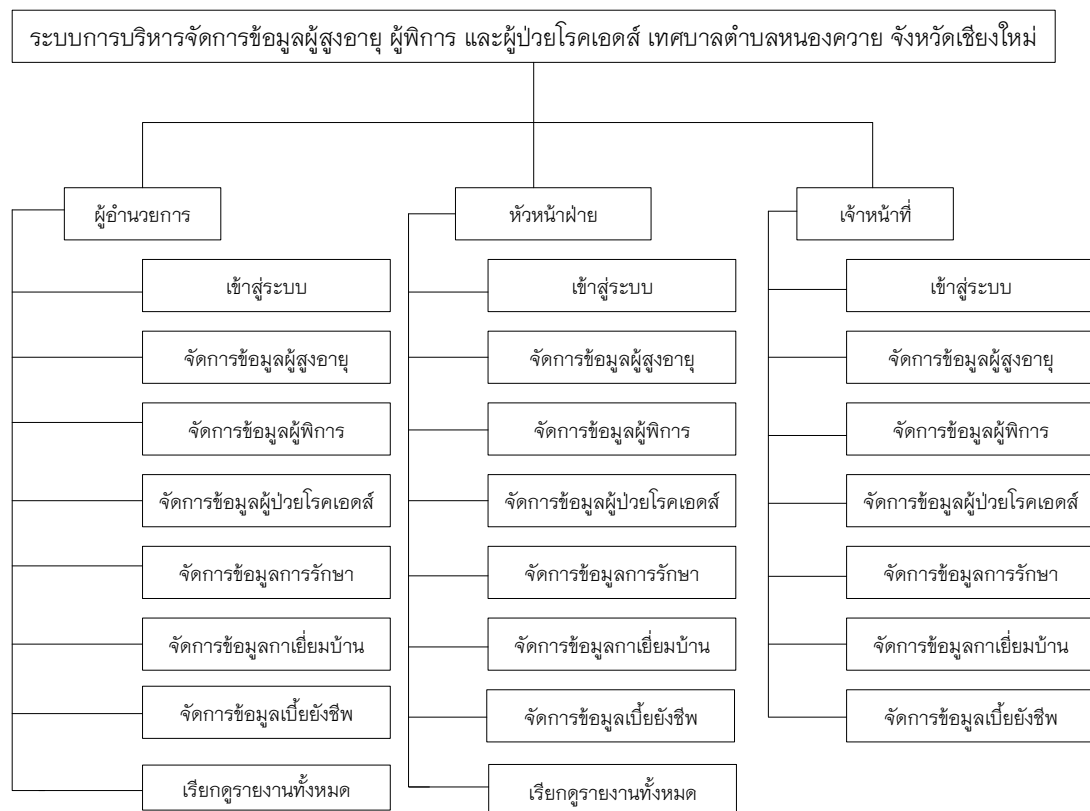 ระบบการบริหารจัดการข้อมูลผู้สูงอายุ ผู้พิการ และผู้ป่วยโรคเอดส์ เทศบาลตำบลหนองควาย จังหวัดเชียงใหม่
ผู้อำนวยการ
เข้าสู่ระบบ
จัดการข้อมูลผู้สูงอายุ
จัดการข้อมูลผู้พิการ
จัดการข้อมูลผู้ป่วยโรคเอดส์
จัดการข้อมูลการรักษา
จัดการข้อมูลกาเยี่ยมบ้าน
จัดการข้อมูลเบี้ยยังชีพ
เรียกดูรายงานทั้งหมด
หัวหน้าฝ่าย
เข้าสู่ระบบ
จัดการข้อมูลผู้สูงอายุ
จัดการข้อมูลผู้พิการ
จัดการข้อมูลผู้ป่วยโรคเอดส์
จัดการข้อมูลการรักษา
จัดการข้อมูลกาเยี่ยมบ้าน
จัดการข้อมูลเบี้ยยังชีพ
เรียกดูรายงานทั้งหมด
เจ้าหน้าที่
เข้าสู่ระบบ
จัดการข้อมูลผู้สูงอายุ
จัดการข้อมูลผู้พิการ
จัดการข้อมูลผู้ป่วยโรคเอดส์
จัดการข้อมูลการรักษา
จัดการข้อมูลกาเยี่ยมบ้าน
จัดการข้อมูลเบี้ยยังชีพ